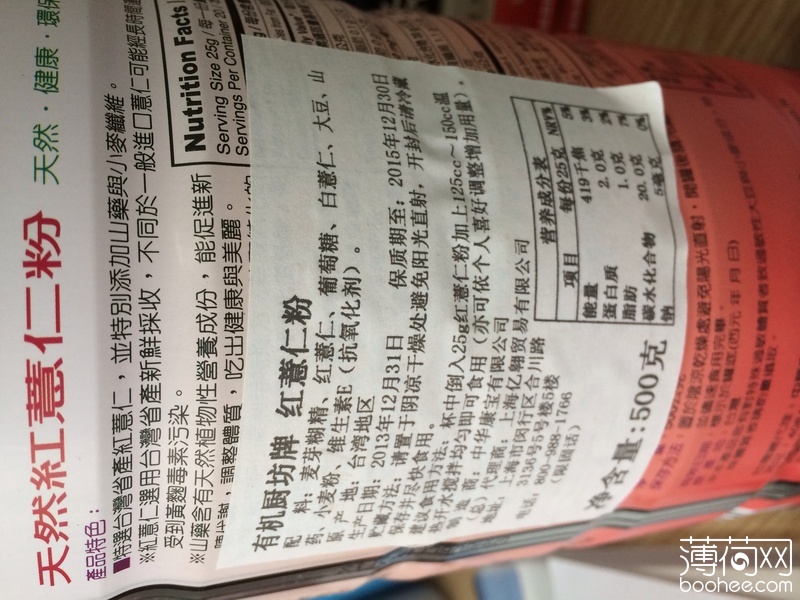 天然紅薏仁粉 天然・健康・環保
產品特色：
■特選台灣省產紅薏仁，並特別添加山藥與小麥纖維。
※紅薏仁選用台灣省產新鮮採收，不同於一般進口薏仁可能經長時間
受到黃麴毒素污染。
※山藥含有天然植物性營養成份，能促進新
陳代謝，調整體質，吃出健康與美麗。
Nutrition Facts
Serving Size 25g
Servings Per Container 20
有机厨坊牌 红薏仁粉
配 料：麦芽糊精、红薏仁、葡萄糖、白薏仁、大豆、山
药、小麦粉、维生素E（抗氧化剂）。
原 产 地：台湾地区
生产日期：2013年12月31日 保质期至：2015年12月30日
贮藏方法：请置于阴凉干燥处避免阳光直射，开封后请冷藏
保存并尽快食用。
建议食用方法：杯中倒入25g红薏仁粉加上125cc～150cc温
热开水搅拌均匀即可食用（亦可依个人喜好调整增加用量）。
制 造 商：中华康宝有限公司
（总）代理商：上海亿翱贸易有限公司
地址：上海市闵行区合川路
3136号5号楼5楼
电话：800-988-1766
（限固话）
净含量:500克
营养成分表
项目 每份25克 NRV%
能量 419千焦 5%
蛋白质 2.0克 3%
脂肪 1.0克 2%
碳水化合物 20.0克 7%
钠 5毫克 0%
薄荷网
boohee.com